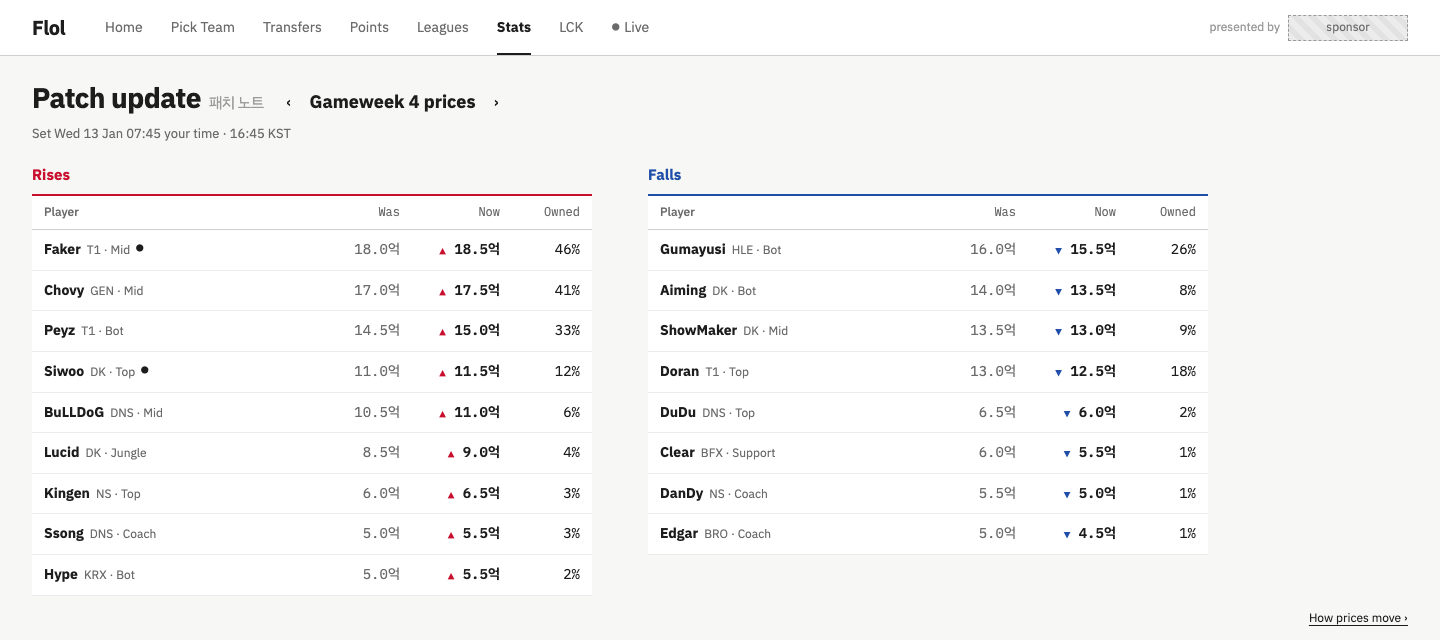 Flol Home Pick Team Transfers Points Leagues Stats LCK Live presented by sponsor
Patch update 패치 노트 ‹ Gameweek 4 prices ›
Set Wed 13 Jan 07:45 your time · 16:45 KST
Rises
Player Was Now Owned
Faker T1 · Mid ● 18.0억 ▲ 18.5억 46%
Chovy GEN · Mid 17.0억 ▲ 17.5억 41%
Peyz T1 · Bot 14.5억 ▲ 15.0억 33%
Siwoo DK · Top ● 11.0억 ▲ 11.5억 12%
BuLLDoG DNS · Mid 10.5억 ▲ 11.0억 6%
Lucid DK · Jungle 8.5억 ▲ 9.0억 4%
Kingen NS · Top 6.0억 ▲ 6.5억 3%
Ssong DNS · Coach 5.0억 ▲ 5.5억 3%
Hype KRX · Bot 5.0억 ▲ 5.5억 2%
Falls
Player Was Now Owned
Gumayusi HLE · Bot 16.0억 ▼ 15.5억 26%
Aiming DK · Bot 14.0억 ▼ 13.5억 8%
ShowMaker DK · Mid 13.5억 ▼ 13.0억 9%
Doran T1 · Top 13.0억 ▼ 12.5억 18%
DuDu DNS · Top 6.5억 ▼ 6.0억 2%
Clear BFX · Support 6.0억 ▼ 5.5억 1%
DanDy NS · Coach 5.5억 ▼ 5.0억 1%
Edgar BRO · Coach 5.0억 ▼ 4.5억 1%
How prices move ›